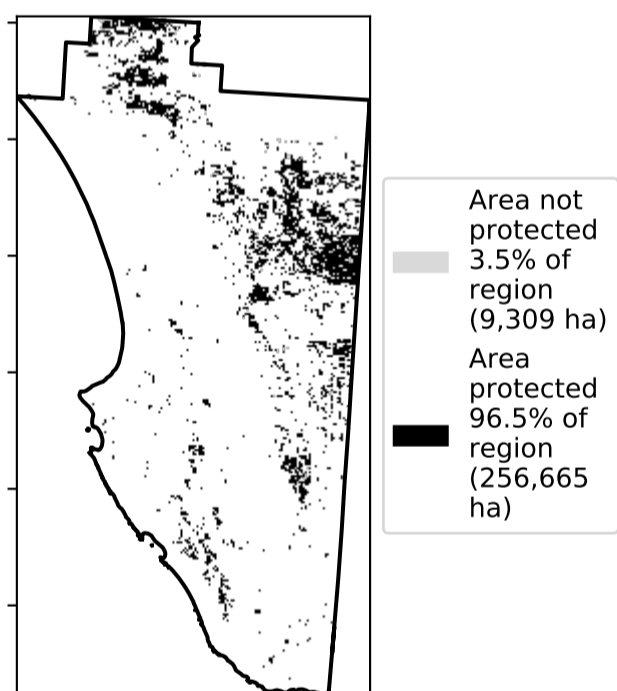 Area not
protected
3.5% of
region
(9,309 ha)
Area
protected
96.5% of
region
(256,665
ha)